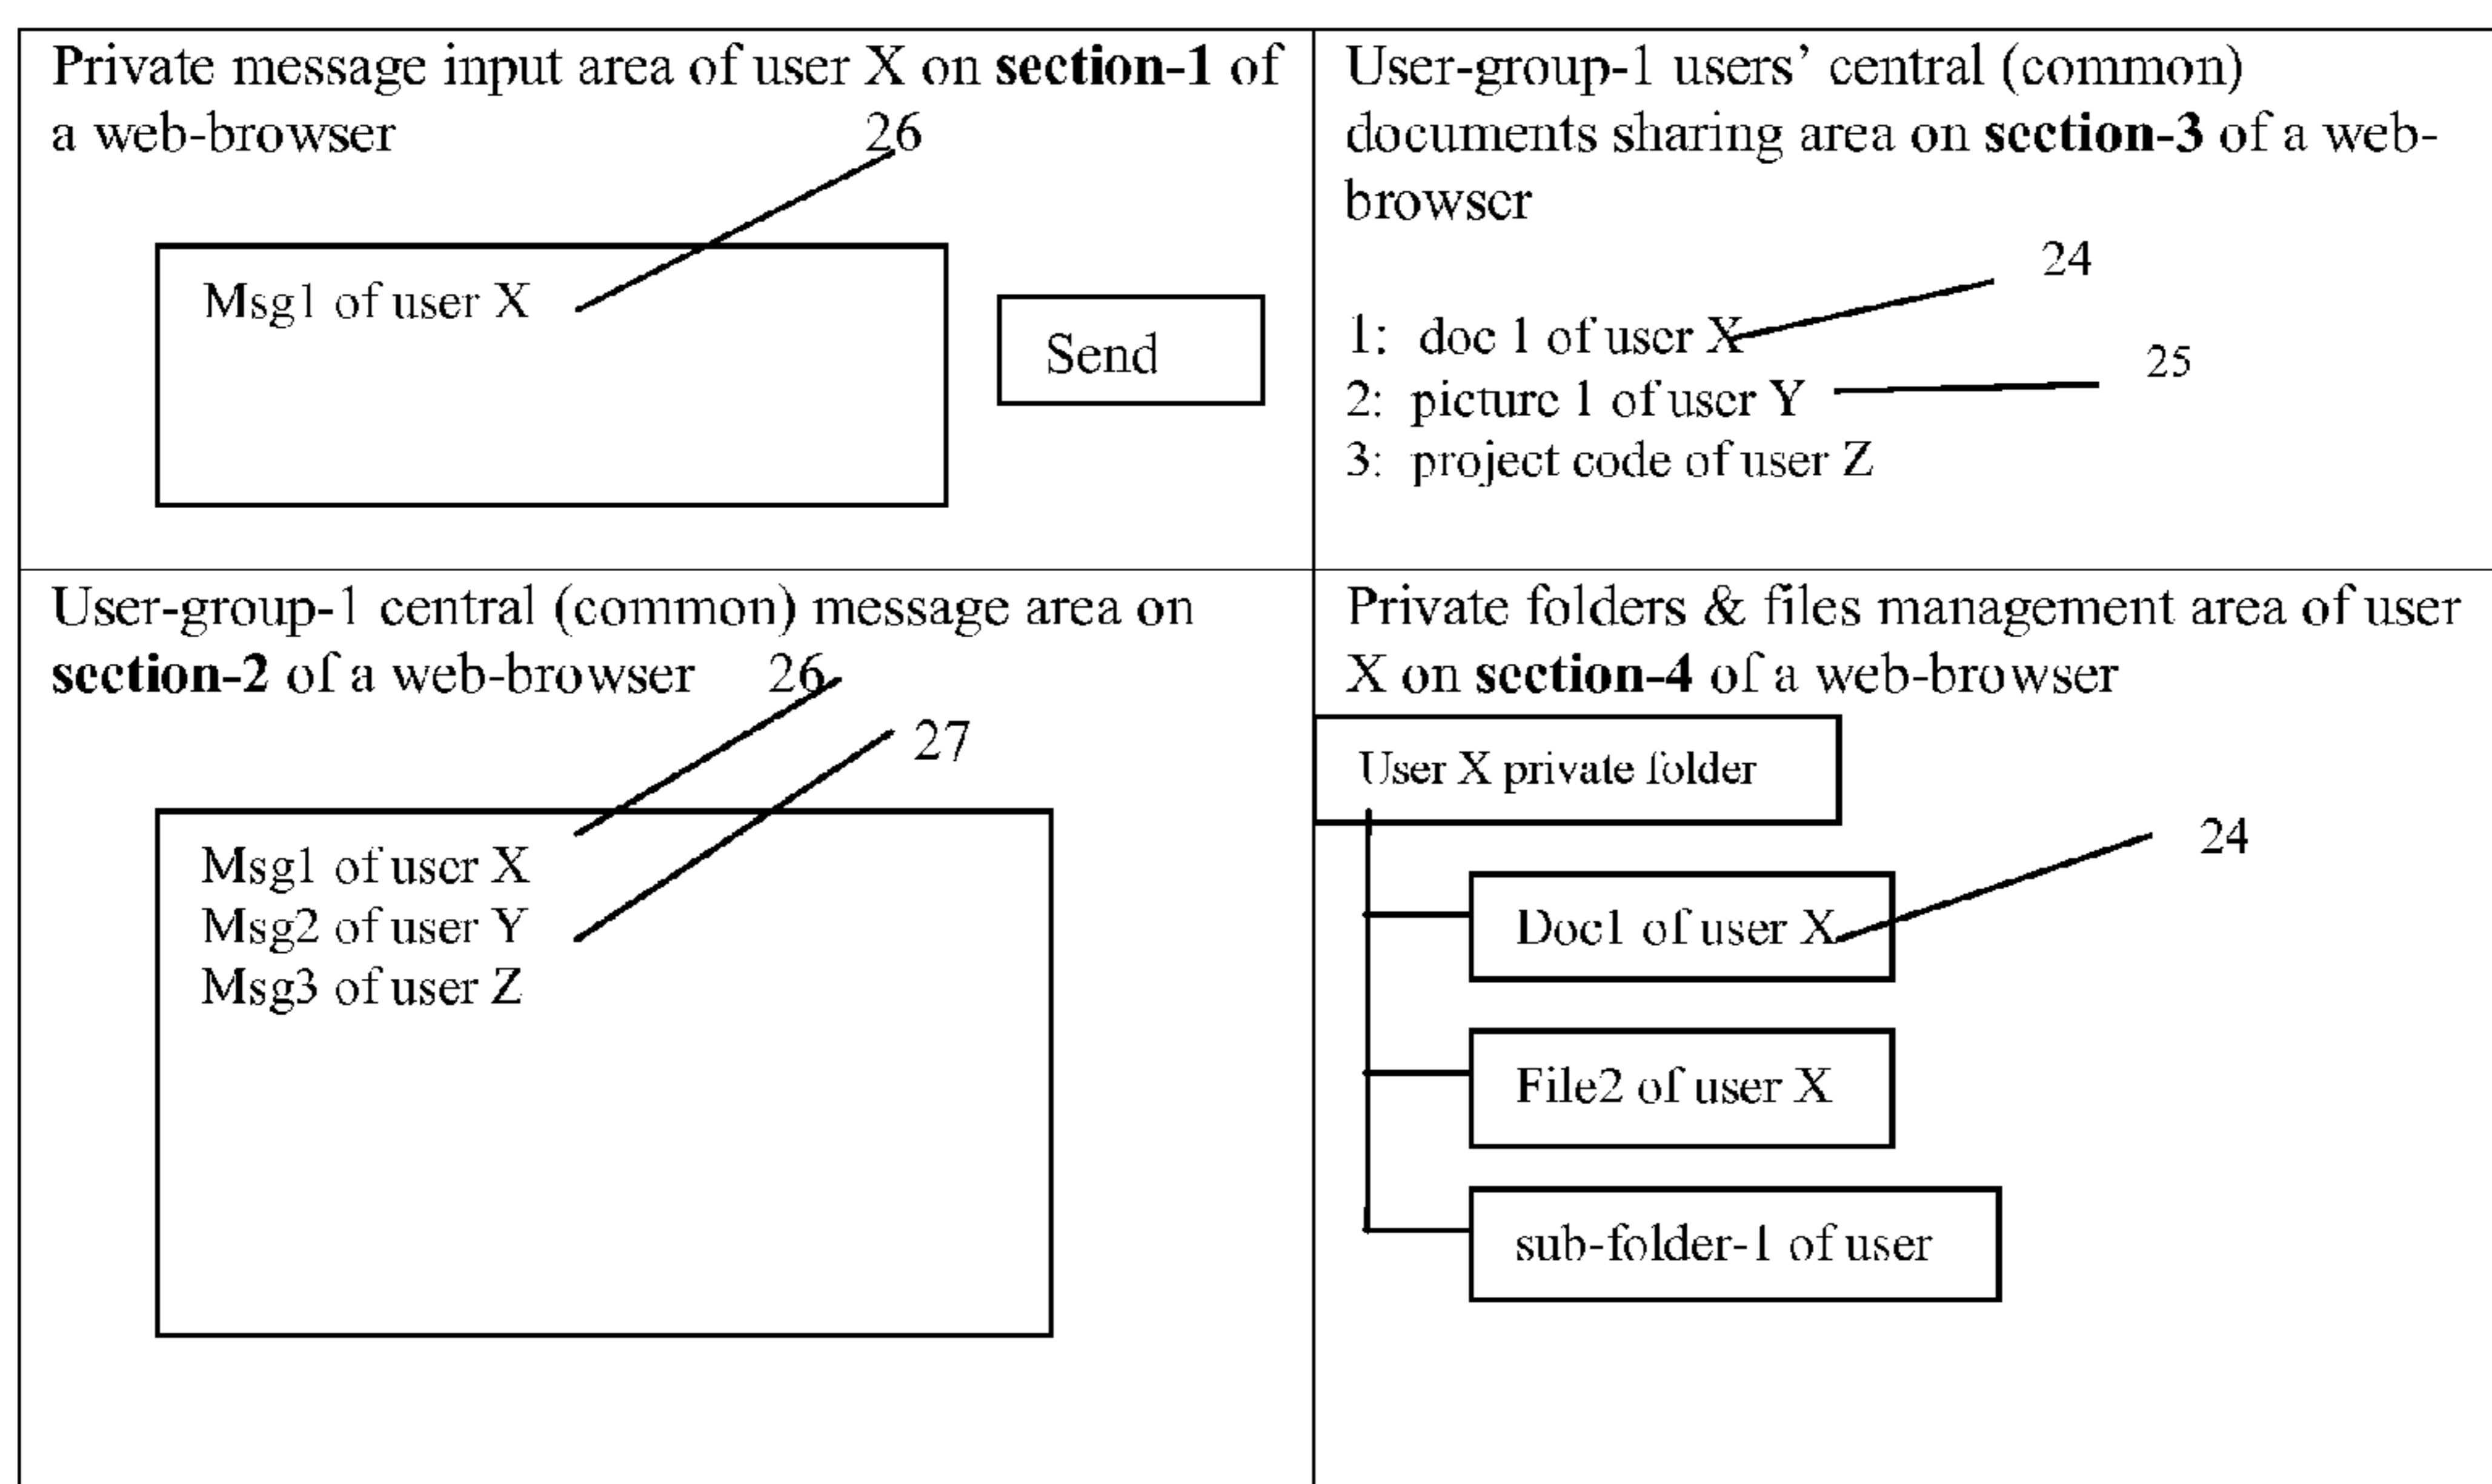 Private message input area of user X on section-1 of
a web-browser 26
Msg1 of user X
Send
User-group-1 users’ central (common)
documents sharing area on section-3 of a web-
browser
24
1: doc 1 of user X
25
2: picture 1 of user Y
3: project code of user Z
User-group-1 central (common) message area on
section-2 of a web-browser 26
27
Msg1 of user X
Msg2 of user Y
Msg3 of user Z
Private folders & files management area of user
X on section-4 of a web-browser
User X private folder
24
Doc1 of user X
File2 of user X
sub-folder-1 of user